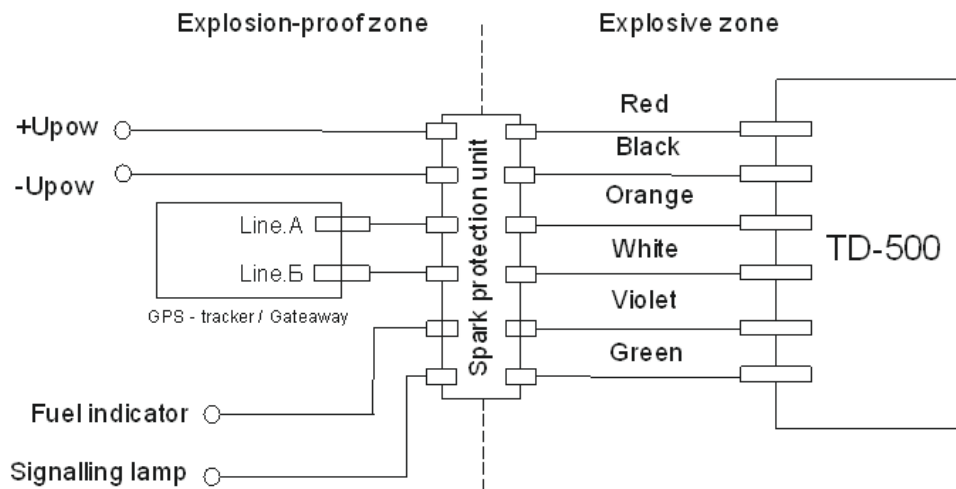 Explosion-proof zone
Explosive zone
+Upow
-Upow
Line.A
Line.Б
GPS - tracker / Gateaway
Fuel indicator
Signalling lamp
Spark protection unit
Red
Black
Orange
White
Violet
Green
TD-500